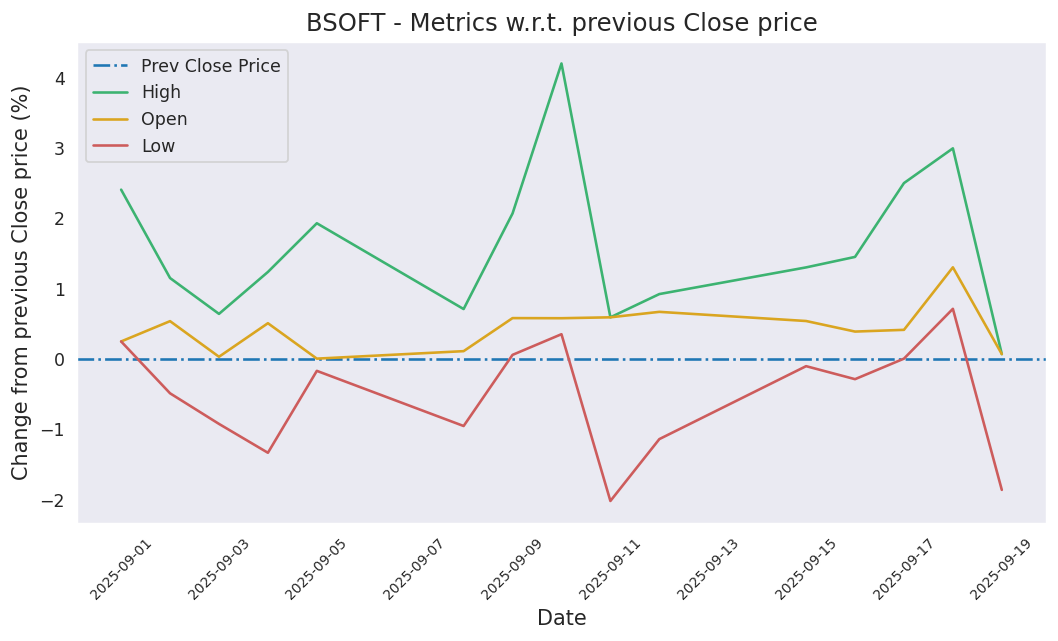 BSOFT - Metrics w.r.t. previous Close price
Change from previous Close price (%)
Prev Close Price
High
Open
Low
4
3
2
1
0
−1
−2
2025-09-01
2025-09-03
2025-09-05
2025-09-07
2025-09-09
2025-09-11
2025-09-13
2025-09-15
2025-09-17
2025-09-19
Date